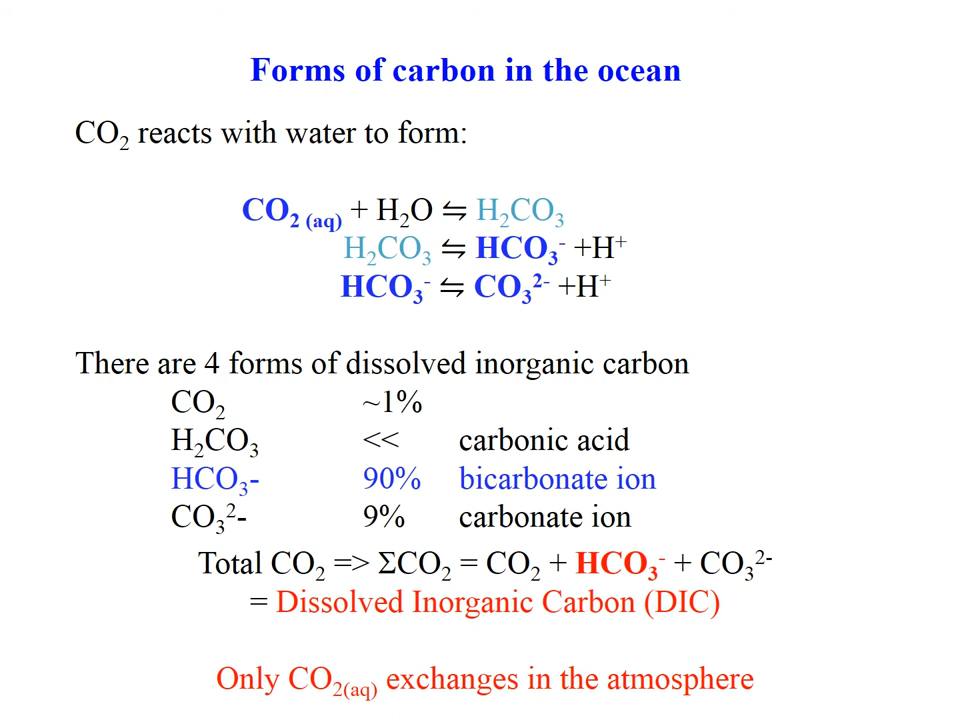 Forms of carbon in the ocean
CO₂ reacts with water to form:
CO₂ ₍aq₎ + H₂O ⇋ H₂CO₃
H₂CO₃ ⇋ HCO₃⁻ +H⁺
HCO₃⁻ ⇋ CO₃²⁻ +H⁺
There are 4 forms of dissolved inorganic carbon
CO₂ ~1%
H₂CO₃ << carbonic acid
HCO₃- 90% bicarbonate ion
CO₃²- 9% carbonate ion
Total CO₂ => ΣCO₂ = CO₂ + HCO₃⁻ + CO₃²⁻
= Dissolved Inorganic Carbon (DIC)
Only CO₂₍aq₎ exchanges in the atmosphere